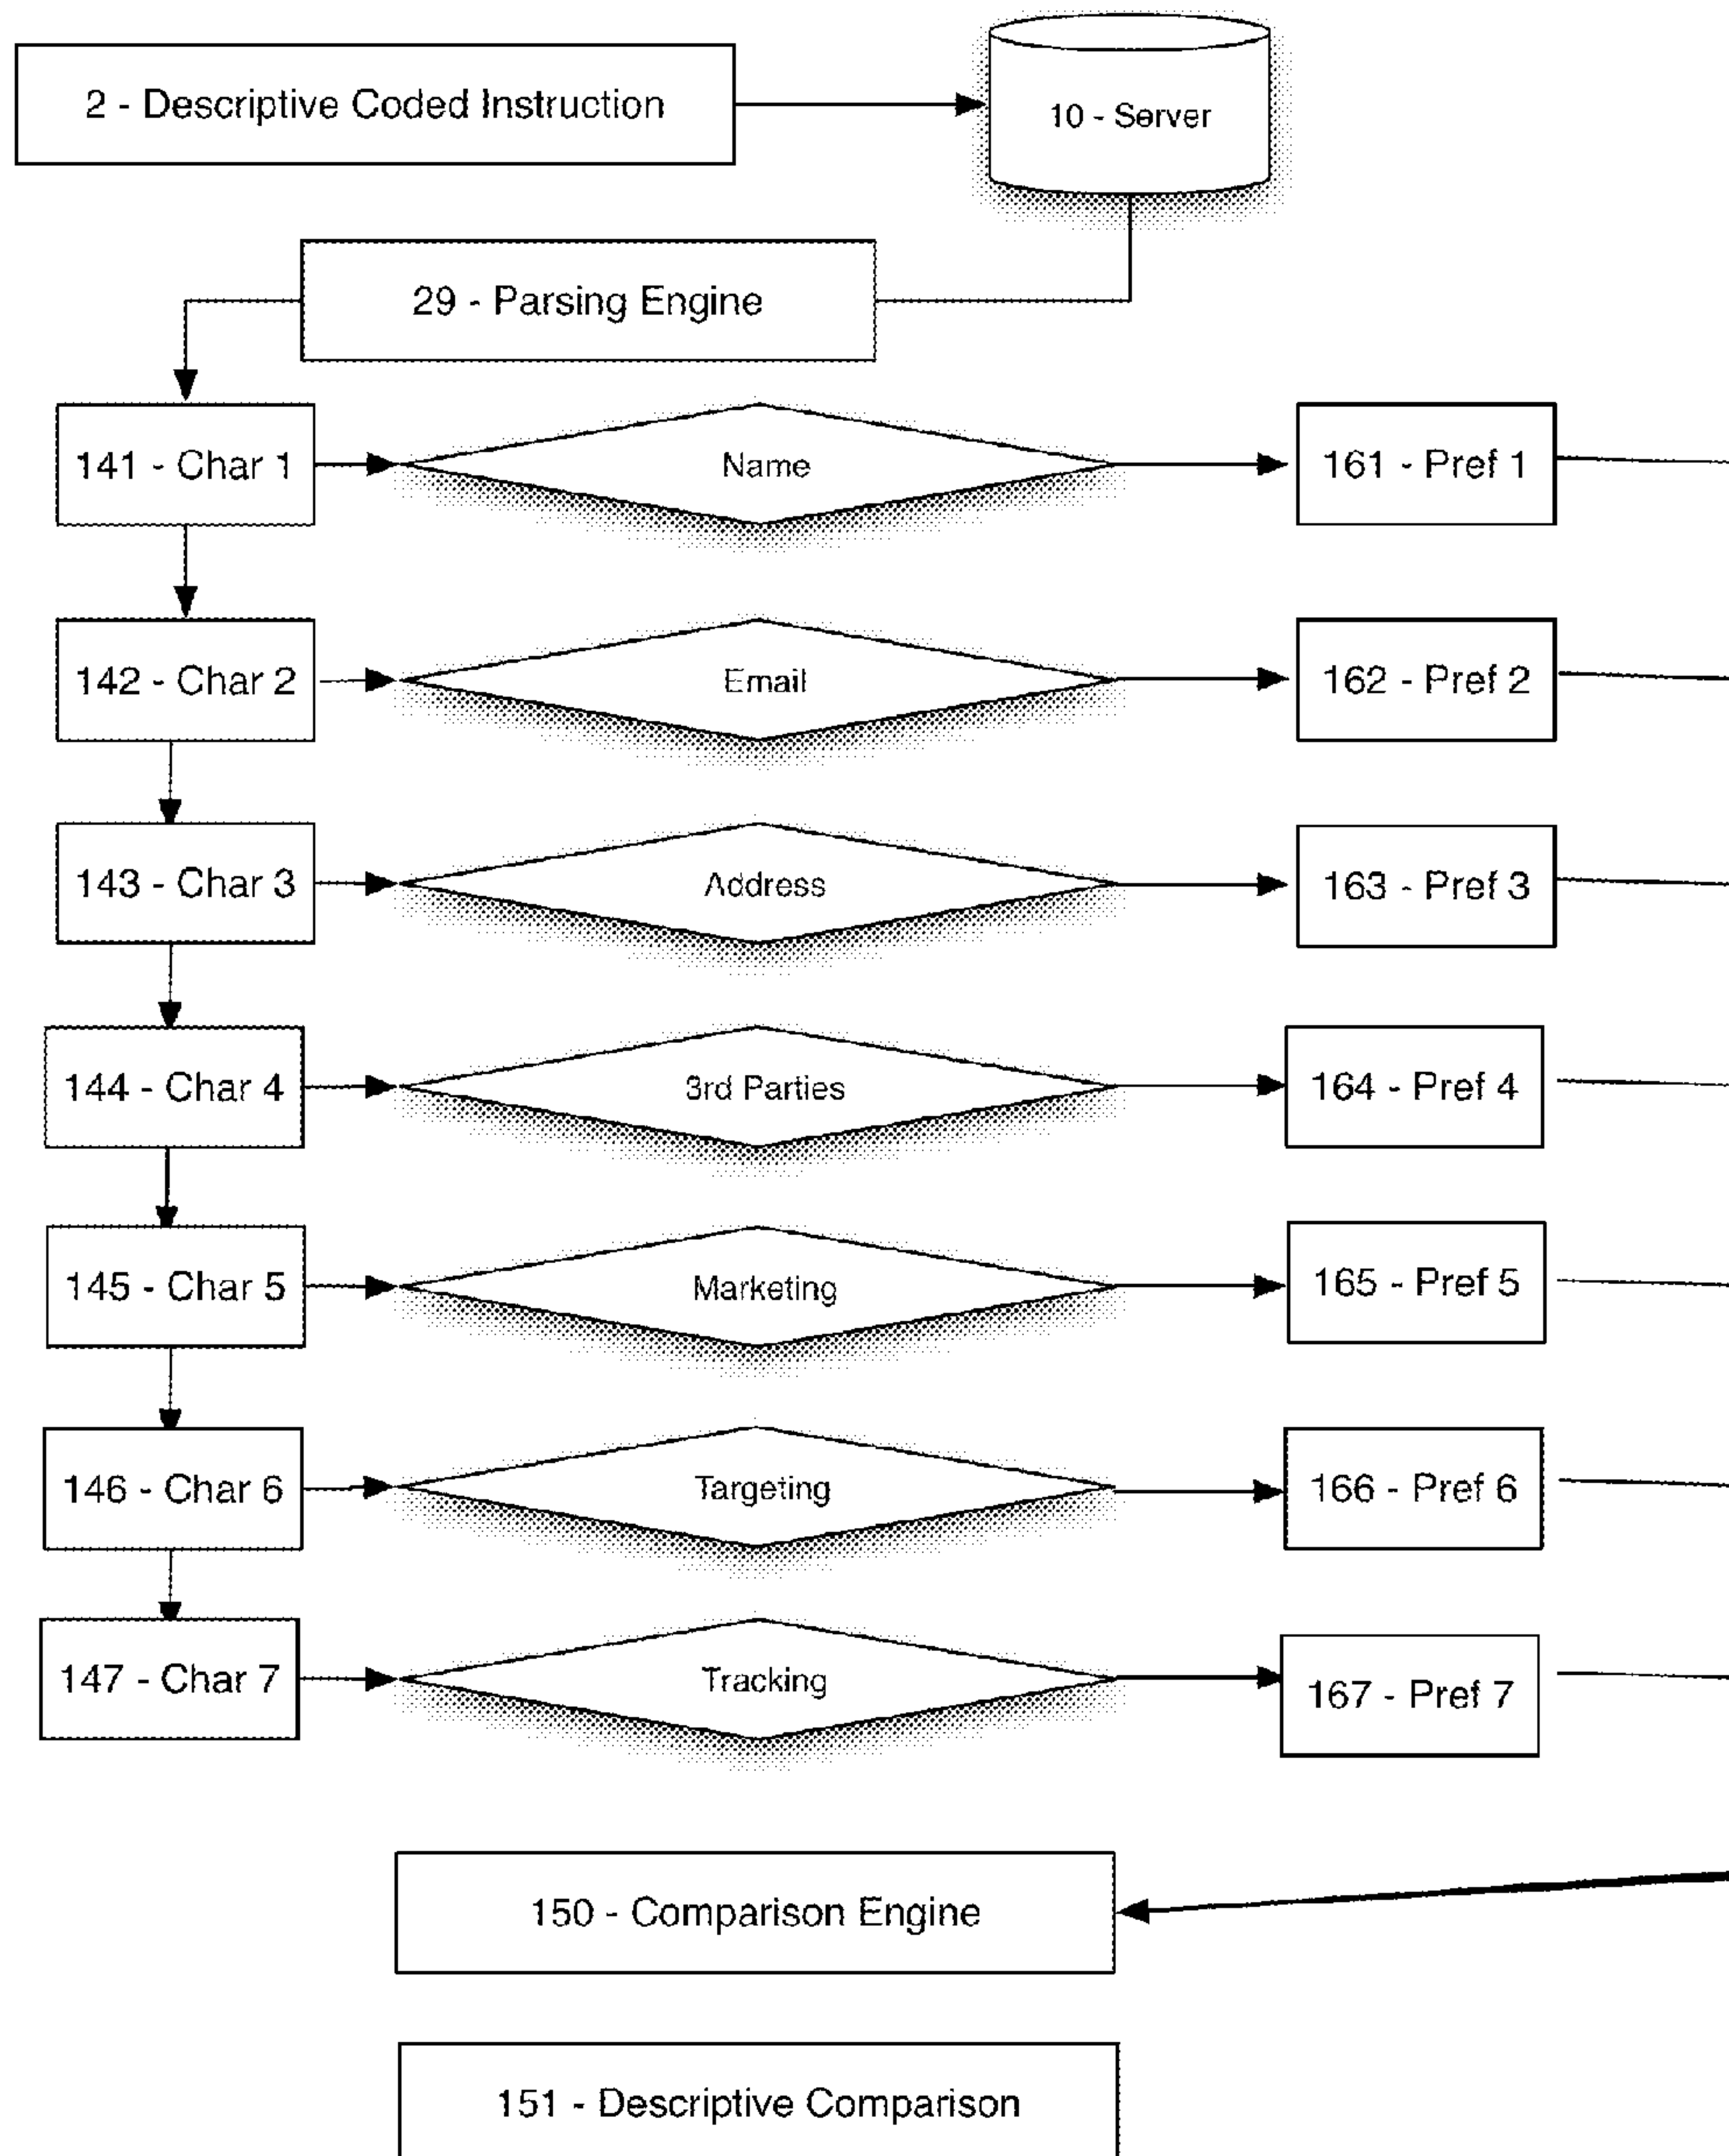 2 - Descriptive Coded Instruction
10 - Server
29 - Parsing Engine
141 - Char 1
Name
161 - Pref 1
142 - Char 2
Email
162 - Pref 2
143 - Char 3
Address
163 - Pref 3
144 - Char 4
3rd Parties
164 - Pref 4
145 - Char 5
Marketing
165 - Pref 5
146 - Char 6
Targeting
166 - Pref 6
147 - Char 7
Tracking
167 - Pref 7
150 - Comparison Engine
151 - Descriptive Comparison